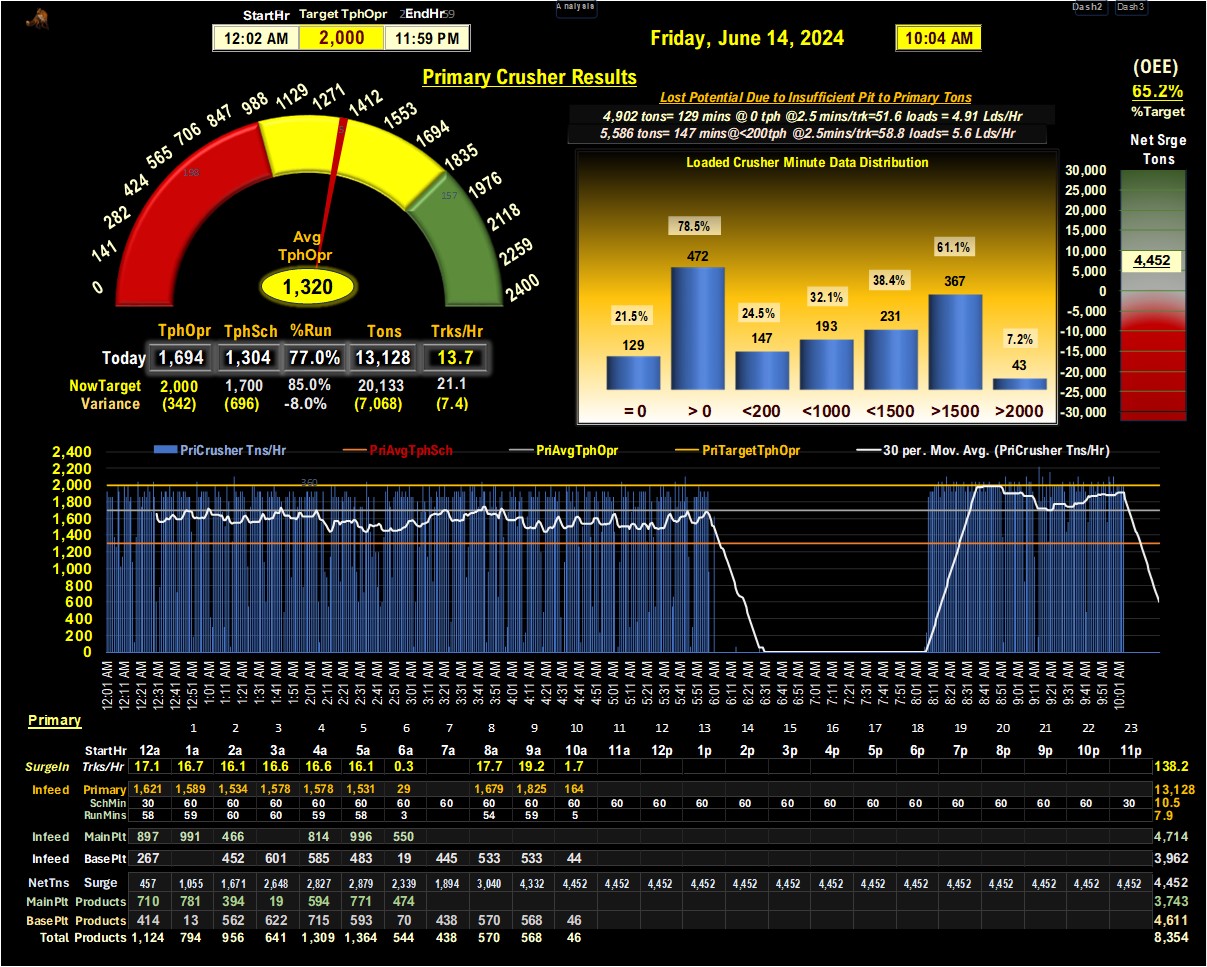 Analysis
Dash2 Dash3
StartHr Target TphOpr EndHr
12:02 AM 2,000 11:59 PM
Friday, June 14, 2024
10:04 AM
Primary Crusher Results
(OEE)
65.2%
%Target
Lost Potential Due to Insufficient Pit to Primary Tons
4,902 tons= 129 mins @ 0 tph @2.5 mins/trk=51.6 loads = 4.91 Lds/Hr
5,586 tons= 147 mins@<200tph @2.5mins/trk=58.8 loads= 5.6 Lds/Hr
0 141 282 424 565 706 847 988 1129 1271 1412 1553 1694 1835 1976 2118 2259 2400
198
157
Avg
TphOpr
1,320
TphOpr TphSch %Run Tons Trks/Hr
Today 1,694 1,304 77.0% 13,128 13.7
NowTarget 2,000 1,700 85.0% 20,133 21.1
Variance (342) (696) -8.0% (7,068) (7.4)
Loaded Crusher Minute Data Distribution
21.5% 78.5% 24.5% 32.1% 38.4% 61.1% 7.2%
129 472 147 193 231 367 43
= 0 > 0 <200 <1000 <1500 >1500 >2000
Net Srge
Tons
30,000
20,000
15,000
10,000
5,000
0
-5,000
-10,000
-15,000
-25,000
-30,000
4,452
PriCrusher Tns/Hr PriAvgTphSch PriAvgTphOpr PriTargetTphOpr 30 per. Mov. Avg. (PriCrusher Tns/Hr)
360
2,400
2,200
2,000
1,800
1,600
1,400
1,200
1,000
800
600
400
200
0
12:01 AM 12:11 AM 12:21 AM 12:31 AM 12:41 AM 12:51 AM 1:01 AM 1:11 AM 1:21 AM 1:31 AM 1:41 AM 1:51 AM 2:01 AM 2:11 AM 2:21 AM 2:31 AM 2:41 AM 2:51 AM 3:01 AM 3:11 AM 3:21 AM 3:31 AM 3:41 AM 3:51 AM 4:01 AM 4:11 AM 4:21 AM 4:31 AM 4:41 AM 4:51 AM 5:01 AM 5:11 AM 5:21 AM 5:31 AM 5:41 AM 5:51 AM 6:01 AM 6:11 AM 6:21 AM 6:31 AM 6:41 AM 6:51 AM 7:01 AM 7:11 AM 7:21 AM 7:31 AM 7:41 AM 7:51 AM 8:01 AM 8:11 AM 8:21 AM 8:31 AM 8:41 AM 8:51 AM 9:01 AM 9:11 AM 9:21 AM 9:31 AM 9:41 AM 9:51 AM 10:01 AM
Primary
1 2 3 4 5 6 7 8 9 10 11 12 13 14 15 16 17 18 19 20 21 22 23
StartHr 12a 1a 2a 3a 4a 5a 6a 7a 8a 9a 10a 11a 12p 1p 2p 3p 4p 5p 6p 7p 8p 9p 10p 11p
SurgeIn Trks/Hr 17.1 16.7 16.1 16.6 16.6 16.1 0.3 17.7 19.2 1.7 138.2
Infeed Primary 1,621 1,589 1,534 1,578 1,578 1,531 29 1,679 1,825 164 13,128
SchMin 30 60 60 60 60 60 60 60 60 60 60 60 60 60 60 60 60 60 60 60 60 60 60 30 10.5
RunMins 58 59 60 60 59 58 3 54 59 5 7.9
Infeed MainPlt 897 991 466 814 996 550 4,714
Infeed BasePlt 267 452 601 585 483 19 445 533 533 44 3,962
NetTns Surge 457 1,055 1,671 2,648 2,827 2,879 2,339 1,894 3,040 4,332 4,452 4,452 4,452 4,452 4,452 4,452 4,452 4,452 4,452 4,452 4,452 4,452 4,452 4,452 4,452
MainPlt Products 710 781 394 19 594 771 474 3,743
BasePlt Products 414 13 562 622 715 593 70 438 570 568 46 4,611
Total Products 1,124 794 956 641 1,309 1,364 544 438 570 568 46 8,354